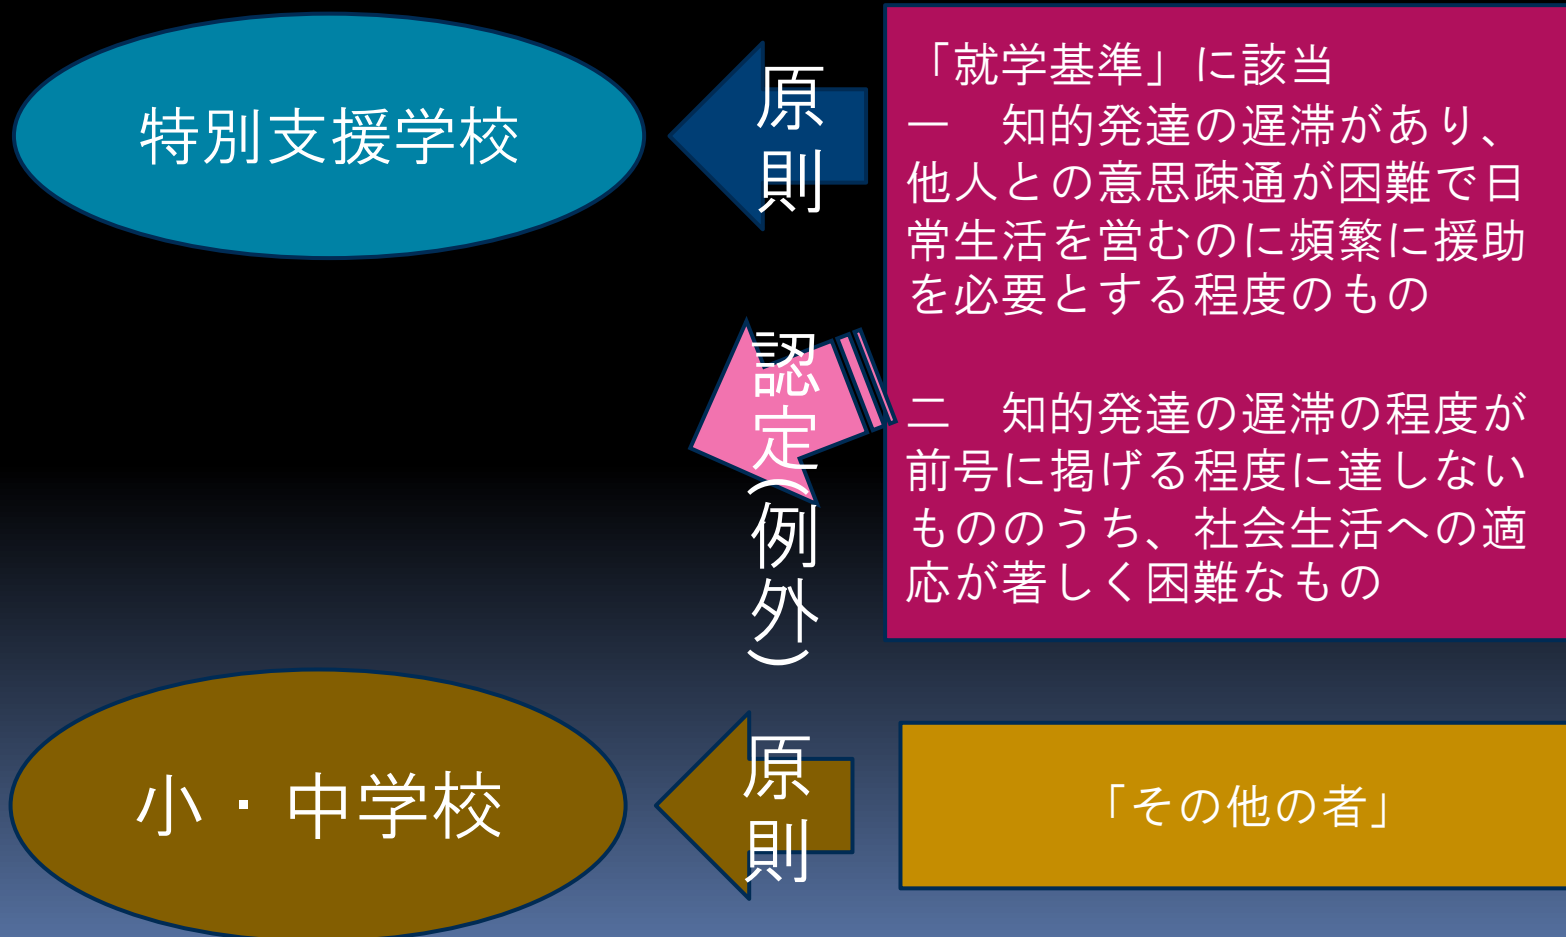 特別支援学校
原則
「就学基準」に該当
一　知的発達の遅滞があり、
他人との意思疎通が困難で日
常生活を営むのに頻繁に援助
を必要とする程度のもの
二　知的発達の遅滞の程度が
前号に掲げる程度に達しない
もののうち、社会生活への適
応が著しく困難なもの
認定(例外)
小・中学校
原則
「その他の者」